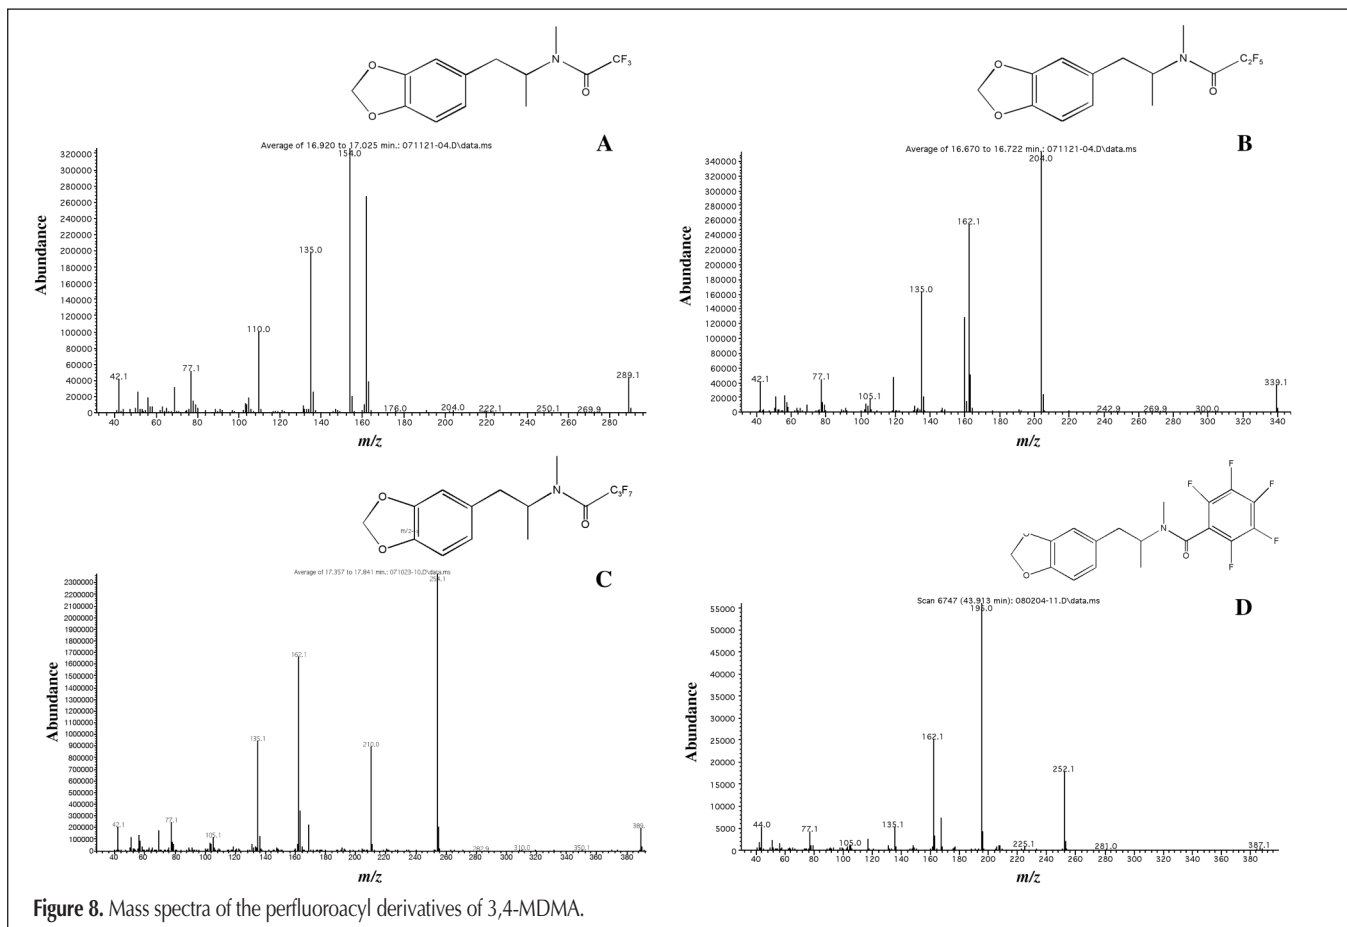 N
CF3
O
O
O
A
Average of 16.920 to 17.025 min.: 071121-04.D\data.ms
154.0
320000
300000
280000
260000
240000
220000
200000
180000
160000
140000
120000
100000
80000
60000
40000
20000
0
Abundance
42.1
77.1
110.0
135.0
176.0
204.0
222.1
250.1
269.9
289.1
40 60 80 100 120 140 160 180 200 220 240 260 280
m/z
N
C2F5
O
O
O
B
Average of 16.670 to 16.722 min.: 071121-04.D\data.ms
204.0
340000
320000
300000
280000
260000
240000
220000
200000
180000
160000
140000
120000
100000
80000
60000
40000
20000
0
Abundance
42.1
77.1
105.1
135.0
162.1
242.9
269.9
300.0
339.1
40 60 80 100 120 140 160 180 200 220 240 260 280 300 320 340
m/z
N
C3F7
O
O
O
C
Average of 17.357 to 17.841 min.: 071023-10.D\data.ms
254.1
2300000
2200000
2100000
2000000
1900000
1800000
1700000
1600000
1500000
1400000
1300000
1200000
1100000
1000000
900000
800000
700000
600000
500000
400000
300000
200000
100000
0
Abundance
42.1
77.1
105.1
135.1
162.1
210.0
282.9
310.0
350.1
389.
40 60 80 100 120 140 160 180 200 220 240 260 280 300 320 340 360 380
m/z
F
F
F
F
F
N
O
O
O
D
Scan 6747 (43.913 min): 080204-11.D\data.ms
195.0
55000
50000
45000
40000
35000
30000
25000
20000
15000
10000
5000
0
Abundance
44.0
77.1
105.0
135.1
162.1
225.1
252.1
281.0
387.1
40 60 80 100 120 140 160 180 200 220 240 260 280 300 320 340 360 380
m/z
Figure 8. Mass spectra of the perfluoroacyl derivatives of 3,4-MDMA.